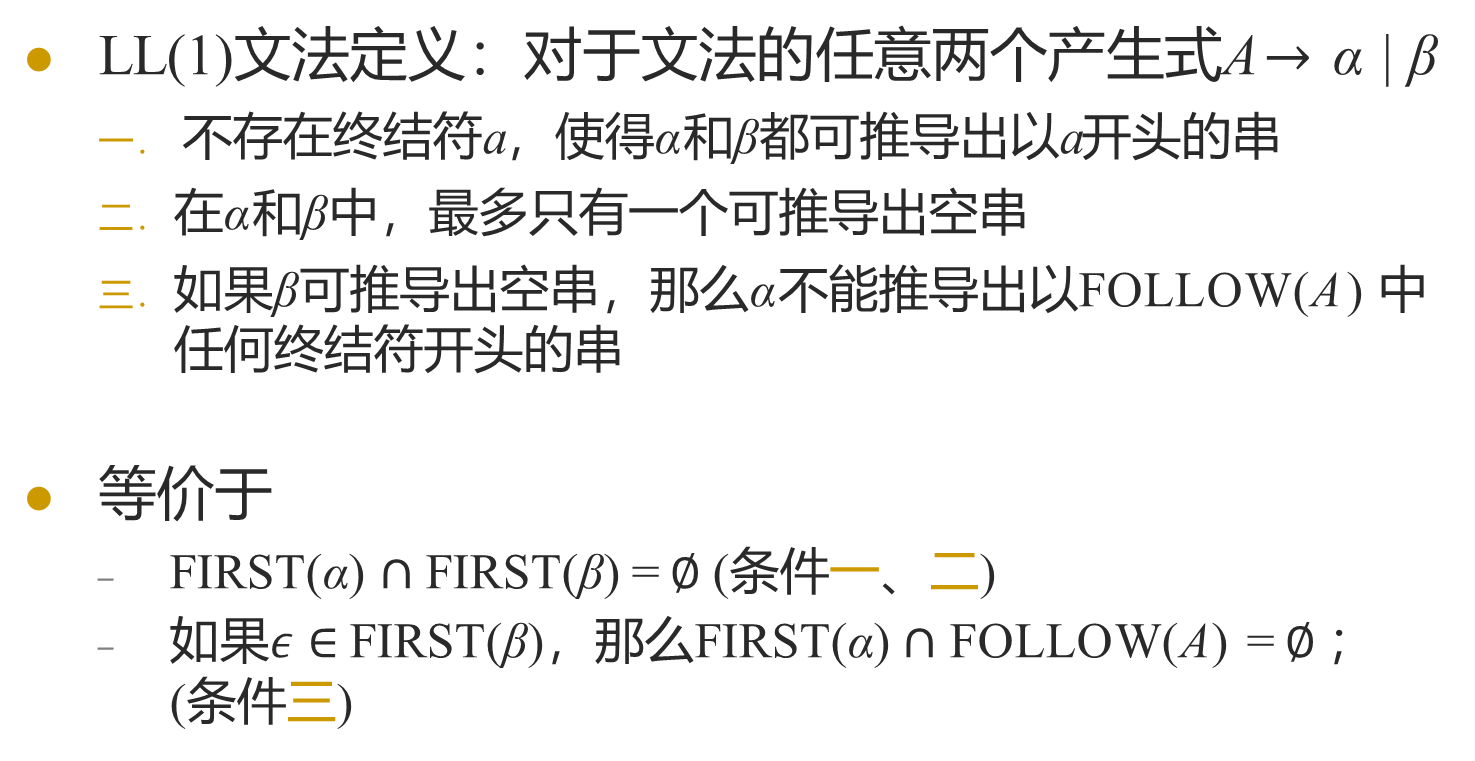 ● LL(1)文法定义：对于文法的任意两个产生式A→ α | β
一. 不存在终结符a，使得α和β都可推导出以a开头的串
二. 在α和β中，最多只有一个可推导出空串
三. 如果β可推导出空串，那么α不能推导出以FOLLOW(A) 中
任何终结符开头的串
● 等价于
– FIRST(α) ∩ FIRST(β) = ∅ (条件一、二)
– 如果ϵ ∈ FIRST(β)，那么FIRST(α) ∩ FOLLOW(A) = ∅；
(条件三)